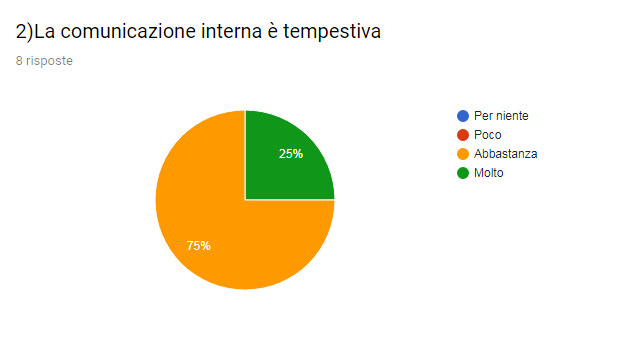 2)La comunicazione interna è tempestiva
8 risposte
25%
75%
Per niente
Poco
Abbastanza
Molto